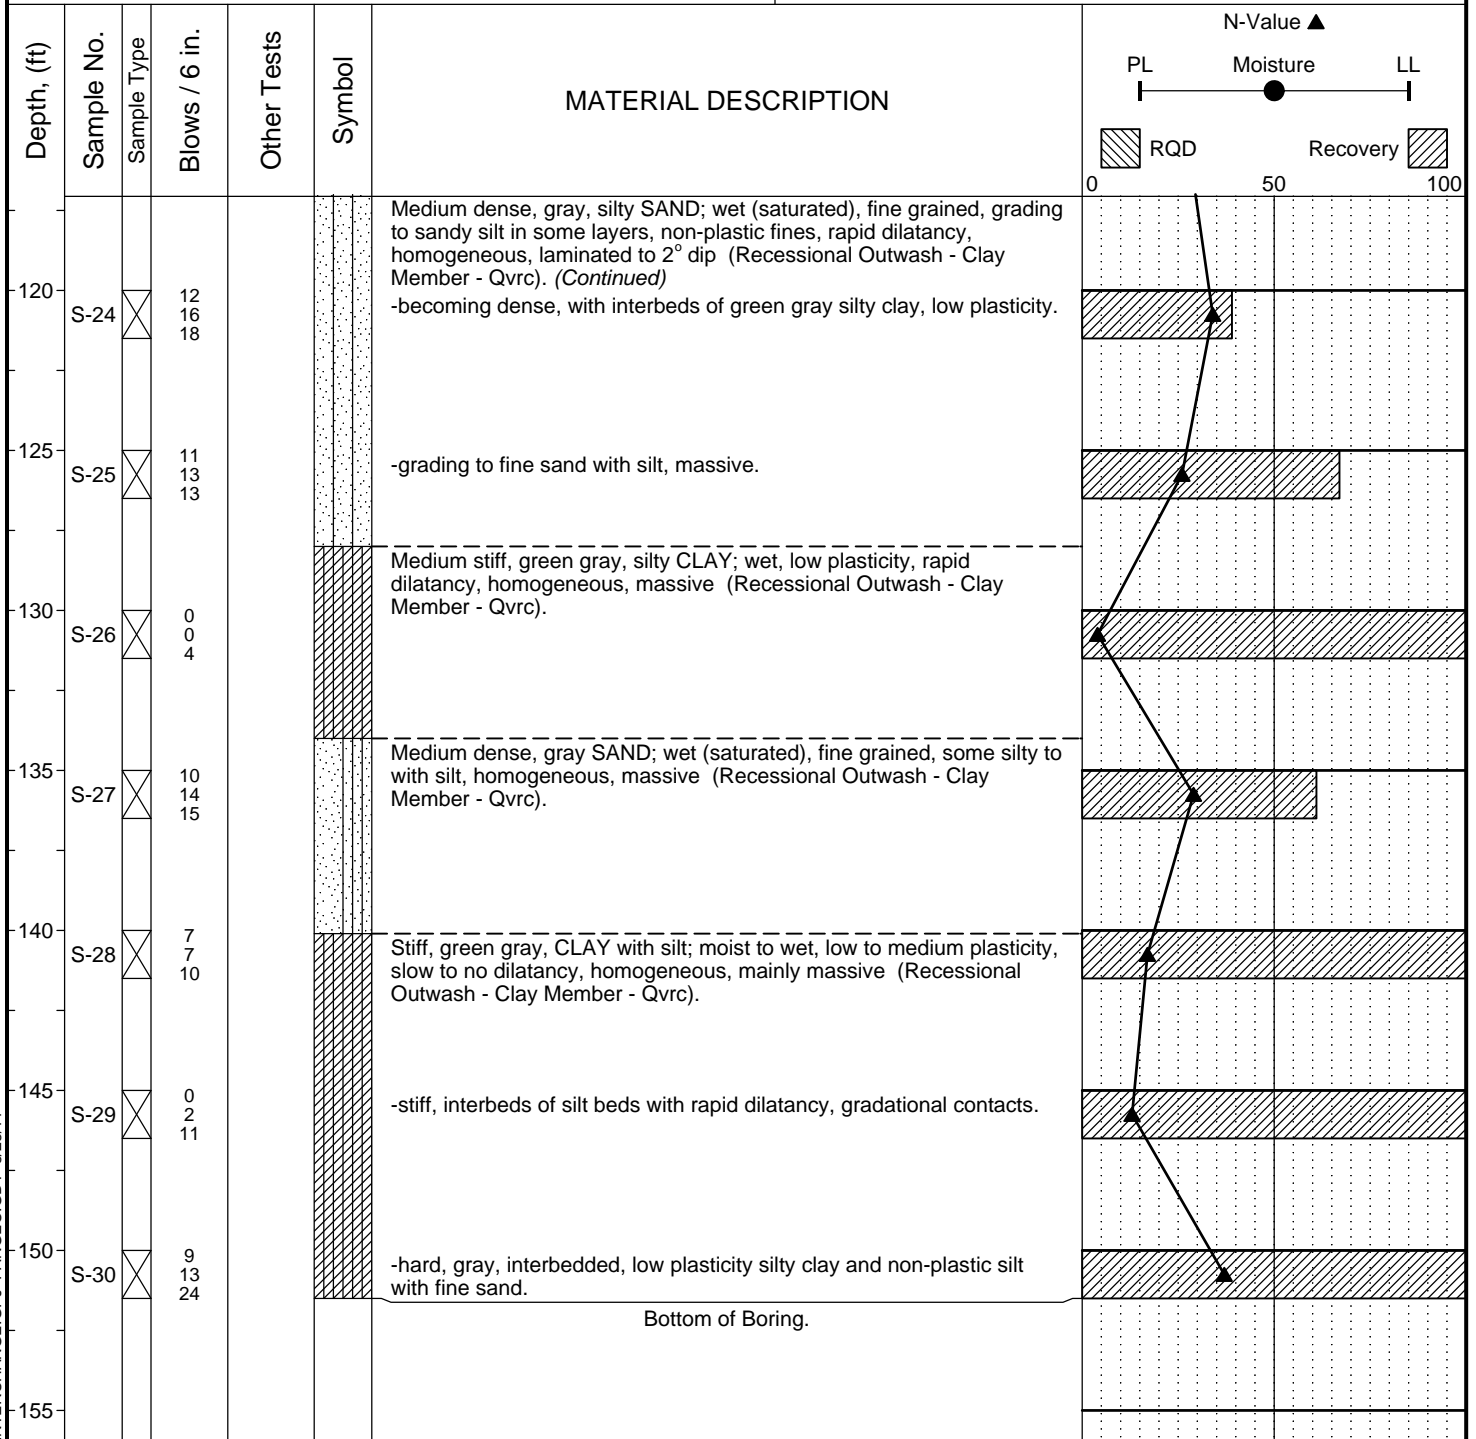 Depth, (ft)
Sample No.
Sample Type
Blows / 6 in.
Other Tests
Symbol
MATERIAL DESCRIPTION
N-Value ▲
PL Moisture LL
RQD Recovery
0 50 100
Medium dense, gray, silty SAND; wet (saturated), fine grained, grading
to sandy silt in some layers, non-plastic fines, rapid dilatancy,
homogeneous, laminated to 2° dip (Recessional Outwash - Clay
Member - Qvrc). (Continued)
120
S-24
12
16
18
-becoming dense, with interbeds of green gray silty clay, low plasticity.
125
S-25
11
13
13
-grading to fine sand with silt, massive.
Medium stiff, green gray, silty CLAY; wet, low plasticity, rapid
dilatancy, homogeneous, massive (Recessional Outwash - Clay
Member - Qvrc).
130
S-26
0
0
4
Medium dense, gray SAND; wet (saturated), fine grained, some silty to
with silt, homogeneous, massive (Recessional Outwash - Clay
Member - Qvrc).
135
S-27
10
14
15
140
S-28
7
7
10
Stiff, green gray, CLAY with silt; moist to wet, low to medium plasticity,
slow to no dilatancy, homogeneous, mainly massive (Recessional
Outwash - Clay Member - Qvrc).
145
S-29
0
2
11
-stiff, interbeds of silt beds with rapid dilatancy, gradational contacts.
150
S-30
9
13
24
-hard, gray, interbedded, low plasticity silty clay and non-plastic silt
with fine sand.
Bottom of Boring.
155